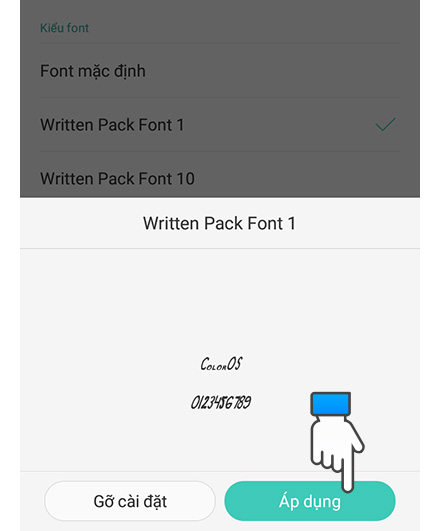 Kiểu font
Font mặc định
Written Pack Font 1
Written Pack Font 10
Written Pack Font 1
ColorOS
0123456789
Gỡ cài đặt
Áp dụng